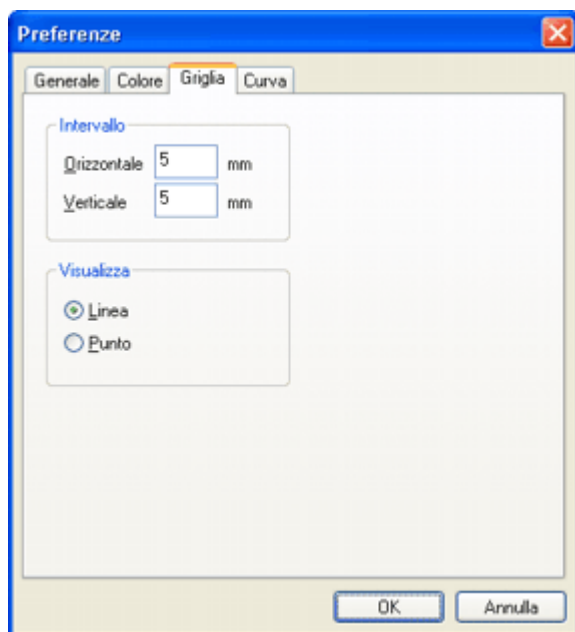 Preferenze
Generale Colore Griglia Curva
Intervallo
Orizzontale 5 mm
Verticale 5 mm
Visualizza
Linea
Punto
OK Annulla